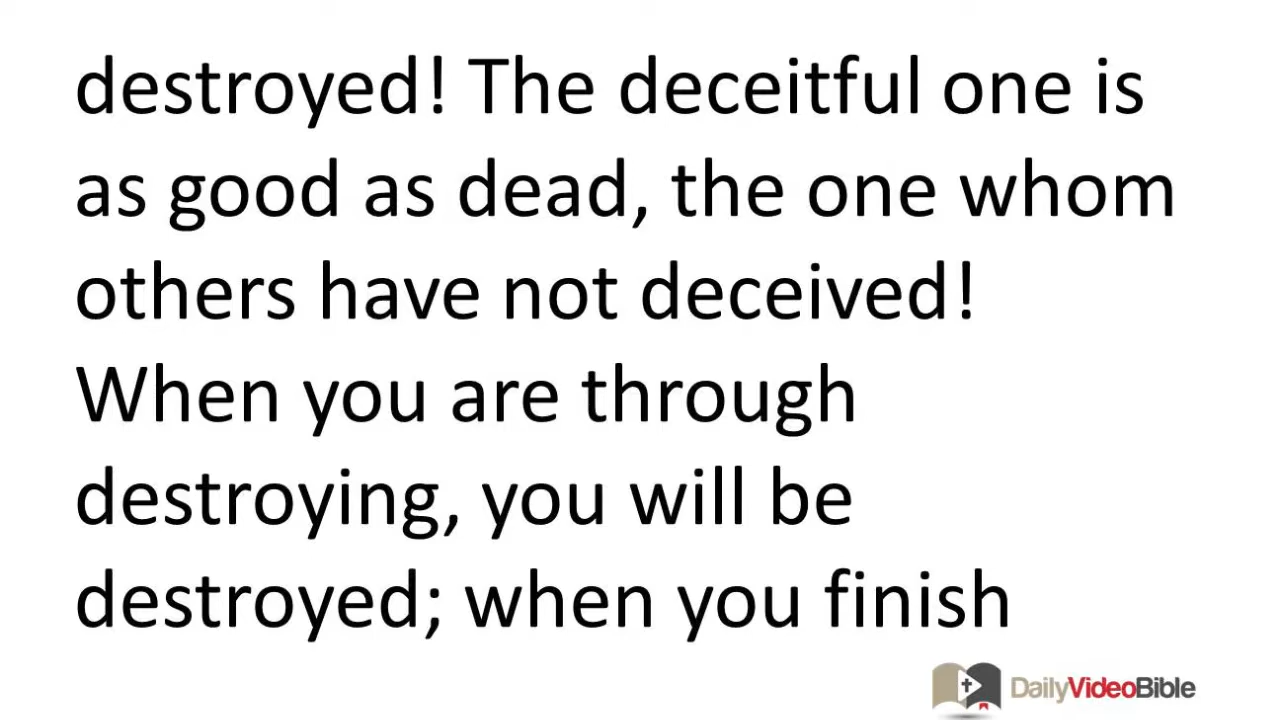 destroyed! The deceitful one is
as good as dead, the one whom
others have not deceived!
When you are through
destroying, you will be
destroyed; when you finish
DailyVideoBible